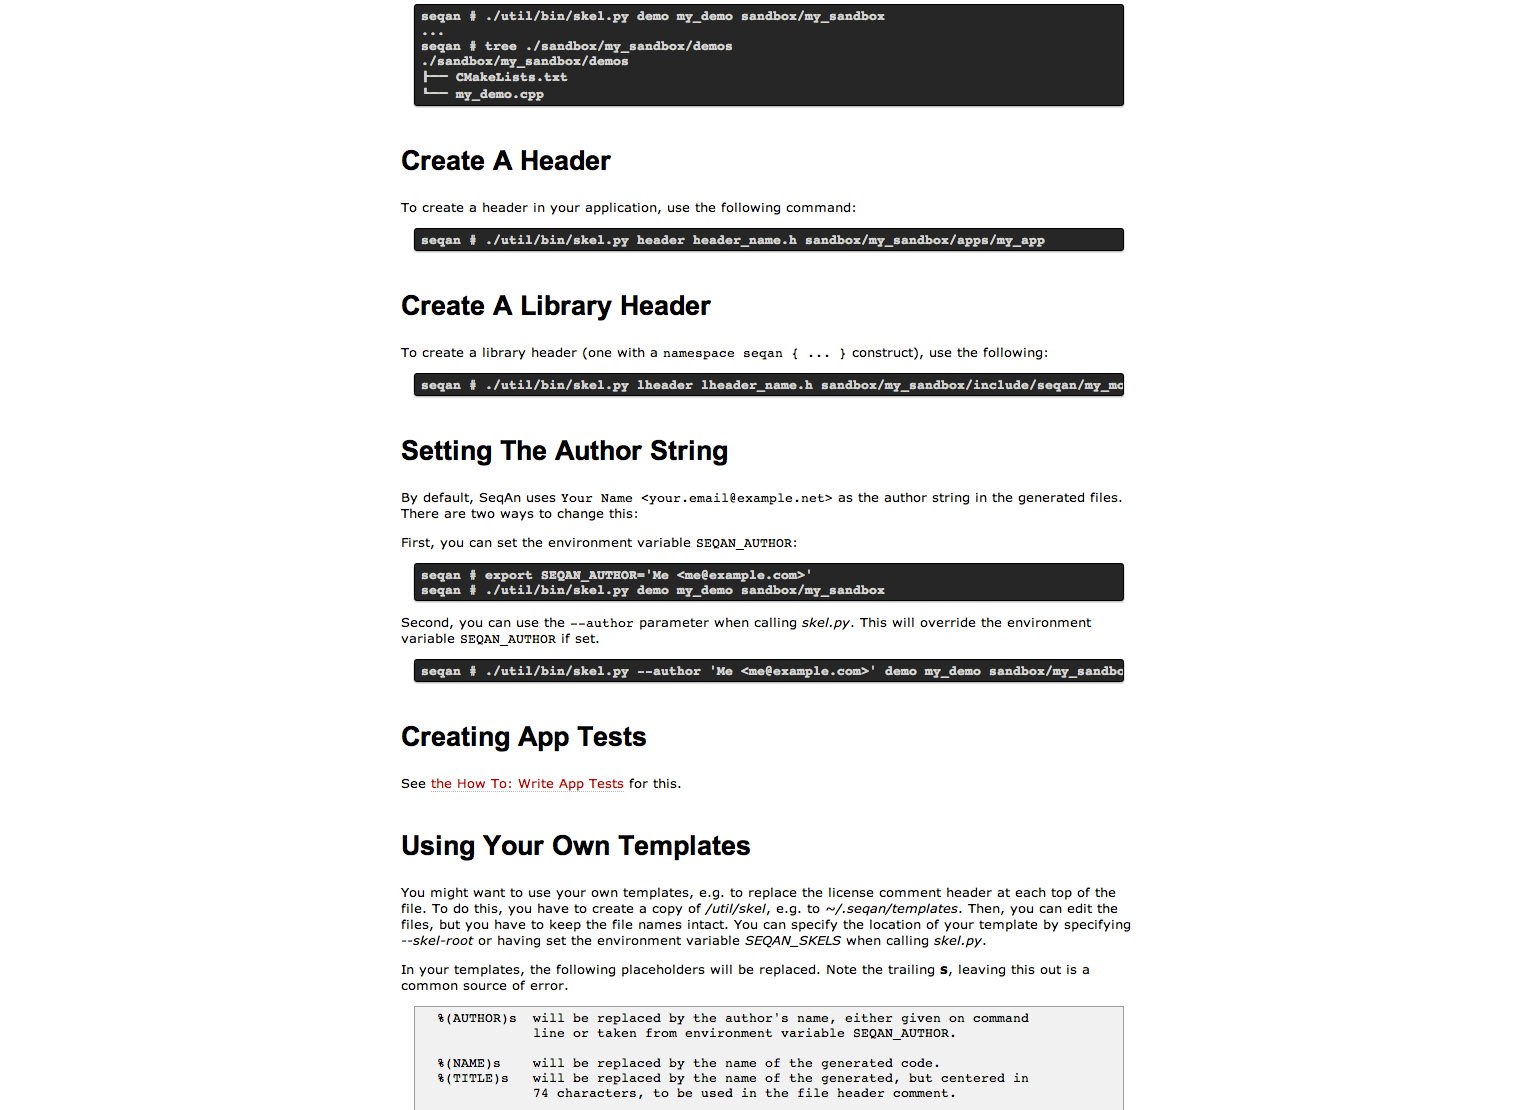 seqan # ./util/bin/skel.py demo my_demo sandbox/my_sandbox
...
seqan # tree ./sandbox/my_sandbox/demos
./sandbox/my_sandbox/demos
├── CMakeLists.txt
└── my_demo.cpp
Create A Header
To create a header in your application, use the following command:
seqan # ./util/bin/skel.py header header_name.h sandbox/my_sandbox/apps/my_app
Create A Library Header
To create a library header (one with a namespace seqan { ... } construct), use the following:
seqan # ./util/bin/skel.py lheader lheader_name.h sandbox/my_sandbox/include/seqan/my_mo
Setting The Author String
By default, SeqAn uses Your Name <your.email@example.net> as the author string in the generated files.
There are two ways to change this:
First, you can set the environment variable SEQAN_AUTHOR:
seqan # export SEQAN_AUTHOR='Me <me@example.com>'
seqan # ./util/bin/skel.py demo my_demo sandbox/my_sandbox
Second, you can use the --author parameter when calling skel.py. This will override the environment
variable SEQAN_AUTHOR if set.
seqan # ./util/bin/skel.py --author 'Me <me@example.com>' demo my_demo sandbox/my_sandbo
Creating App Tests
See the How To: Write App Tests for this.
Using Your Own Templates
You might want to use your own templates, e.g. to replace the license comment header at each top of the
file. To do this, you have to create a copy of /util/skel, e.g. to ~/.seqan/templates. Then, you can edit the
files, but you have to keep the file names intact. You can specify the location of your template by specifying
--skel-root or having set the environment variable SEQAN_SKELS when calling skel.py.
In your templates, the following placeholders will be replaced. Note the trailing s, leaving this out is a
common source of error.
%(AUTHOR)s will be replaced by the author's name, either given on command
line or taken from environment variable SEQAN_AUTHOR.
%(NAME)s will be replaced by the name of the generated code.
%(TITLE)s will be replaced by the name of the generated, but centered in
74 characters, to be used in the file header comment.